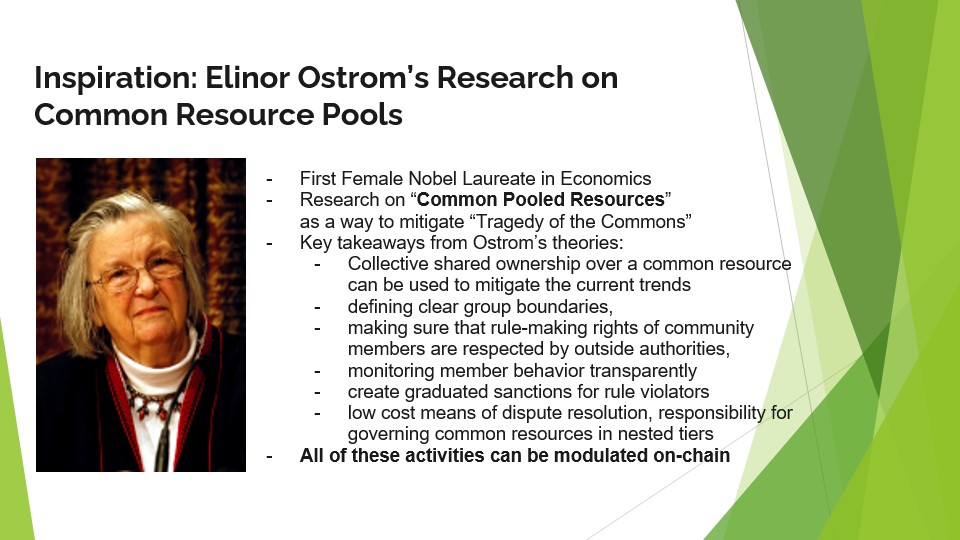 Inspiration: Elinor Ostrom’s Research on
Common Resource Pools
- First Female Nobel Laureate in Economics
- Research on “Common Pooled Resources”
as a way to mitigate “Tragedy of the Commons”
- Key takeaways from Ostrom’s theories:
- Collective shared ownership over a common resource
can be used to mitigate the current trends
- defining clear group boundaries,
- making sure that rule-making rights of community
members are respected by outside authorities,
- monitoring member behavior transparently
- create graduated sanctions for rule violators
- low cost means of dispute resolution, responsibility for
governing common resources in nested tiers
- All of these activities can be modulated on-chain